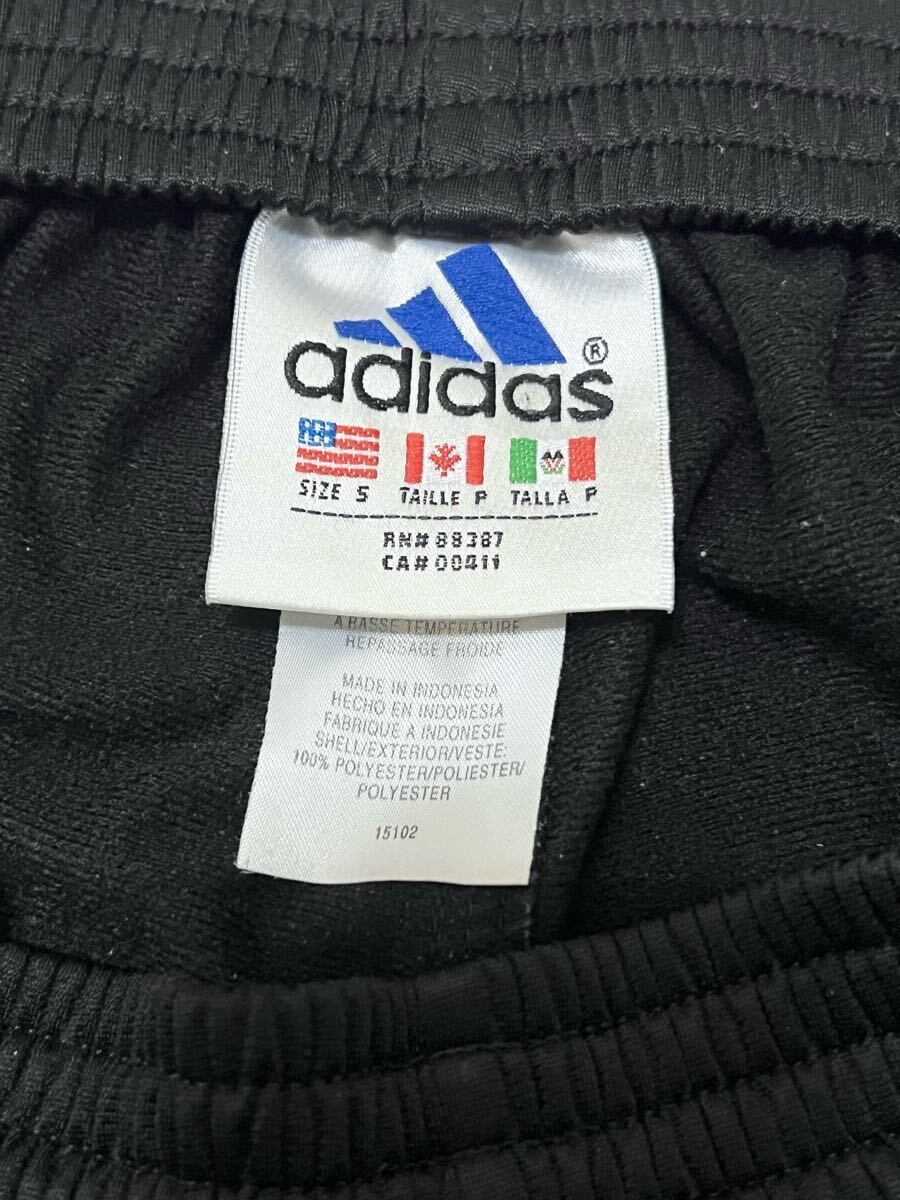 adidas®
SIZE S TAILLE P TALLA P
RN# 88387
CA# 00411
A BASSE TEMPERATURE
REPASSAGE FROIDE
MADE IN INDONESIA
HECHO EN INDONESIA
FABRIQUE A INDONESIE
SHELL/EXTERIOR/VESTE:
100% POLYESTER/POLIESTER/
POLYESTER
15102